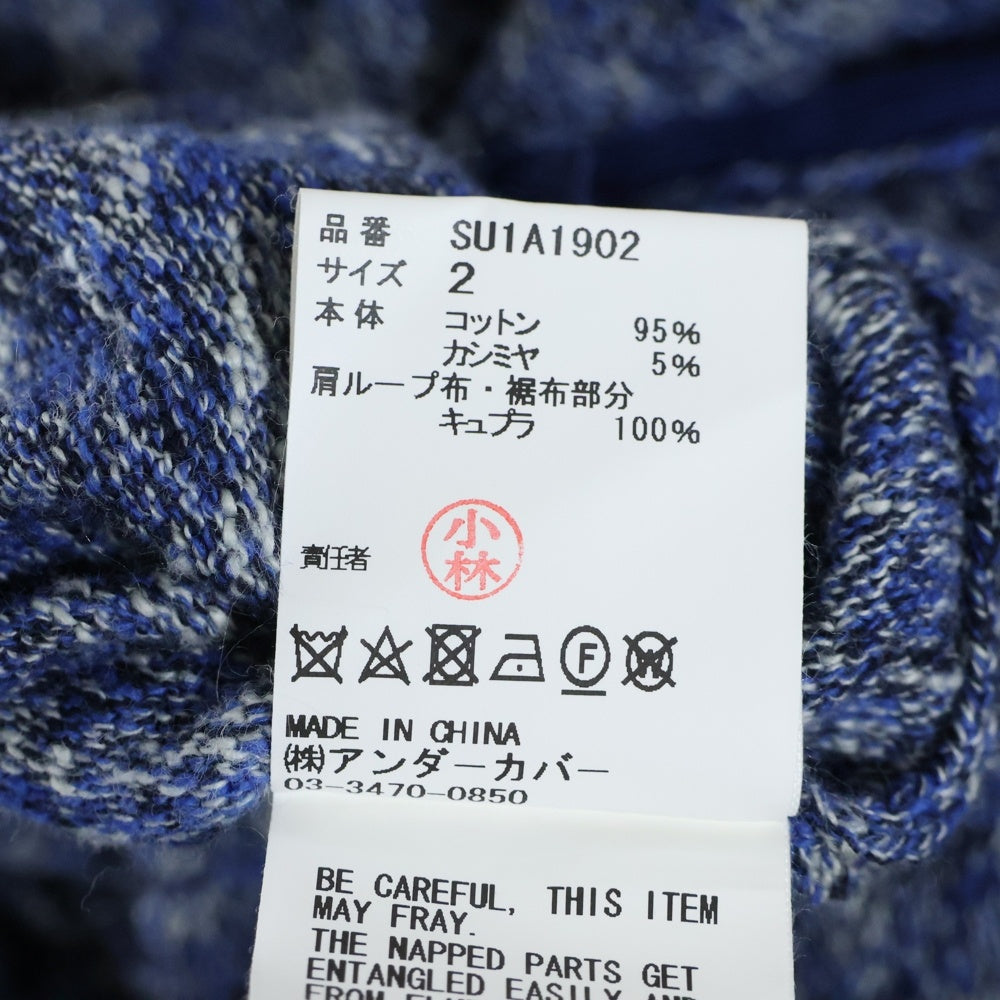 品番 SU1A1902
サイズ 2
本体 コットン 95%
カシミヤ 5%
肩ループ布・裾布部分
キュプラ 100%
責任者 小林
F W
MADE IN CHINA
㈱アンダーカバー
03-3470-0850
BE CAREFUL, THIS ITEM
MAY FRAY.
THE NAPPED PARTS GET
ENTANGLED EASILY AND
FROM